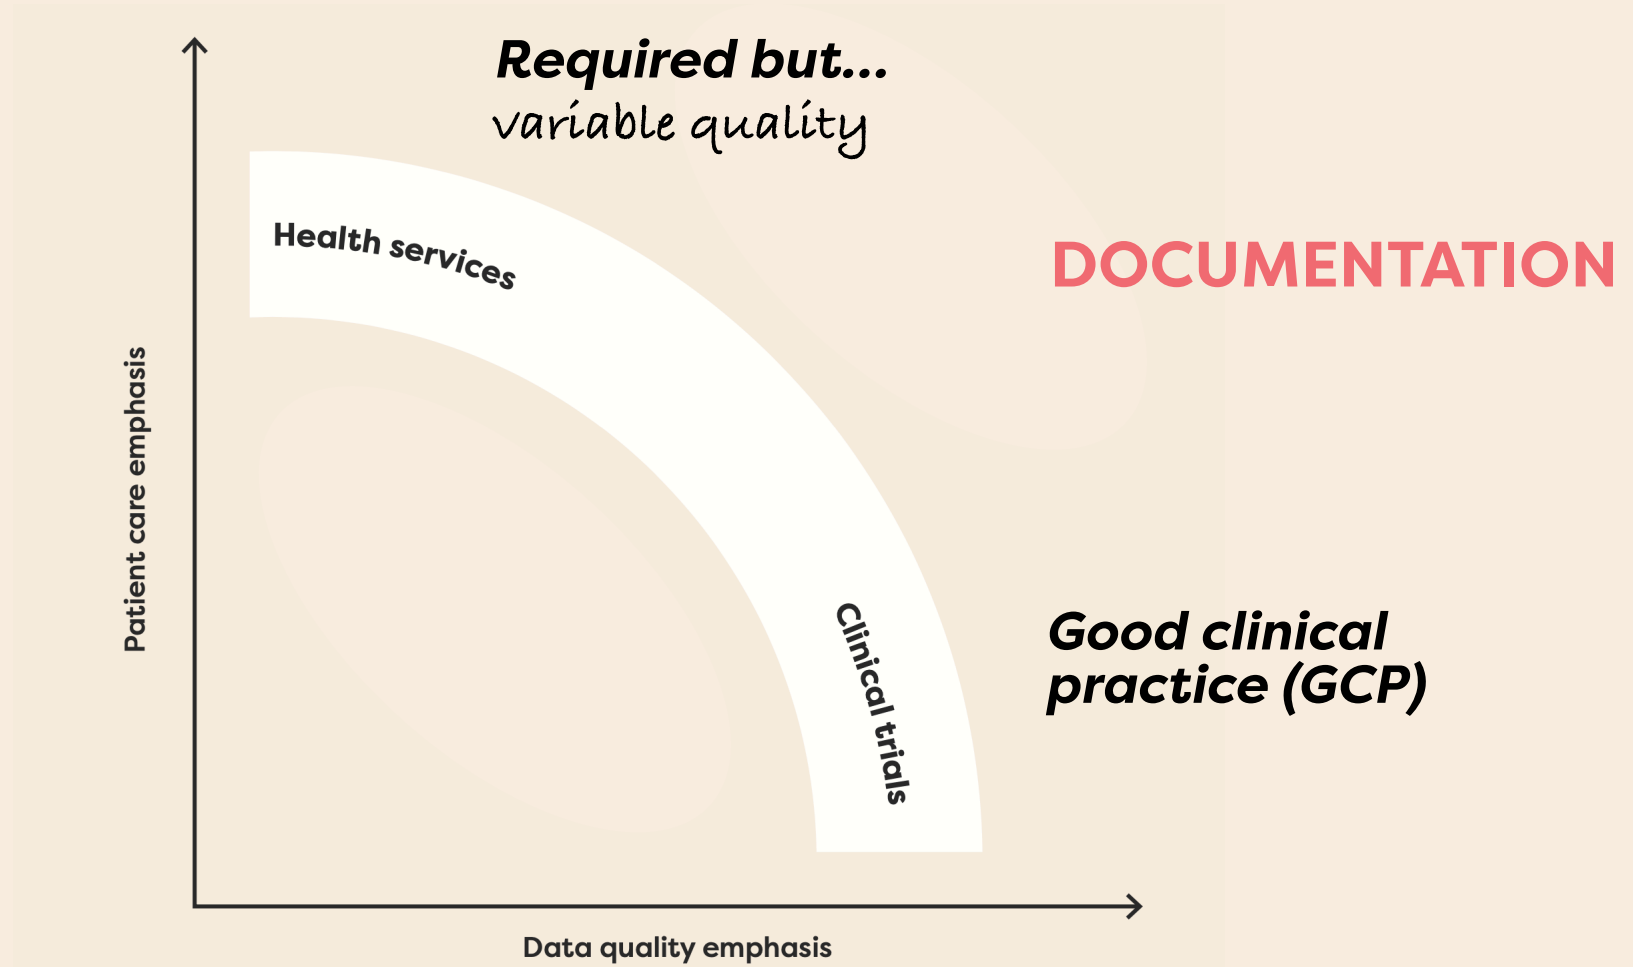 Required but...
variable quality
Health services
DOCUMENTATION
Patient care emphasis
Clinical trials
Good clinical
practice (GCP)
Data quality emphasis